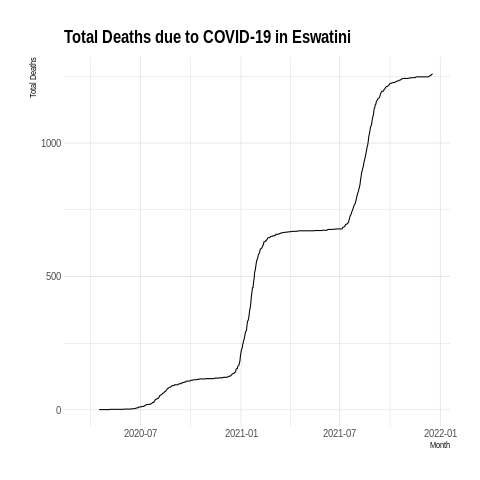 Total Deaths due to COVID-19 in Eswatini
Total Deaths
1000
500
0
2020-07 2021-01 2021-07 2022-01
Month